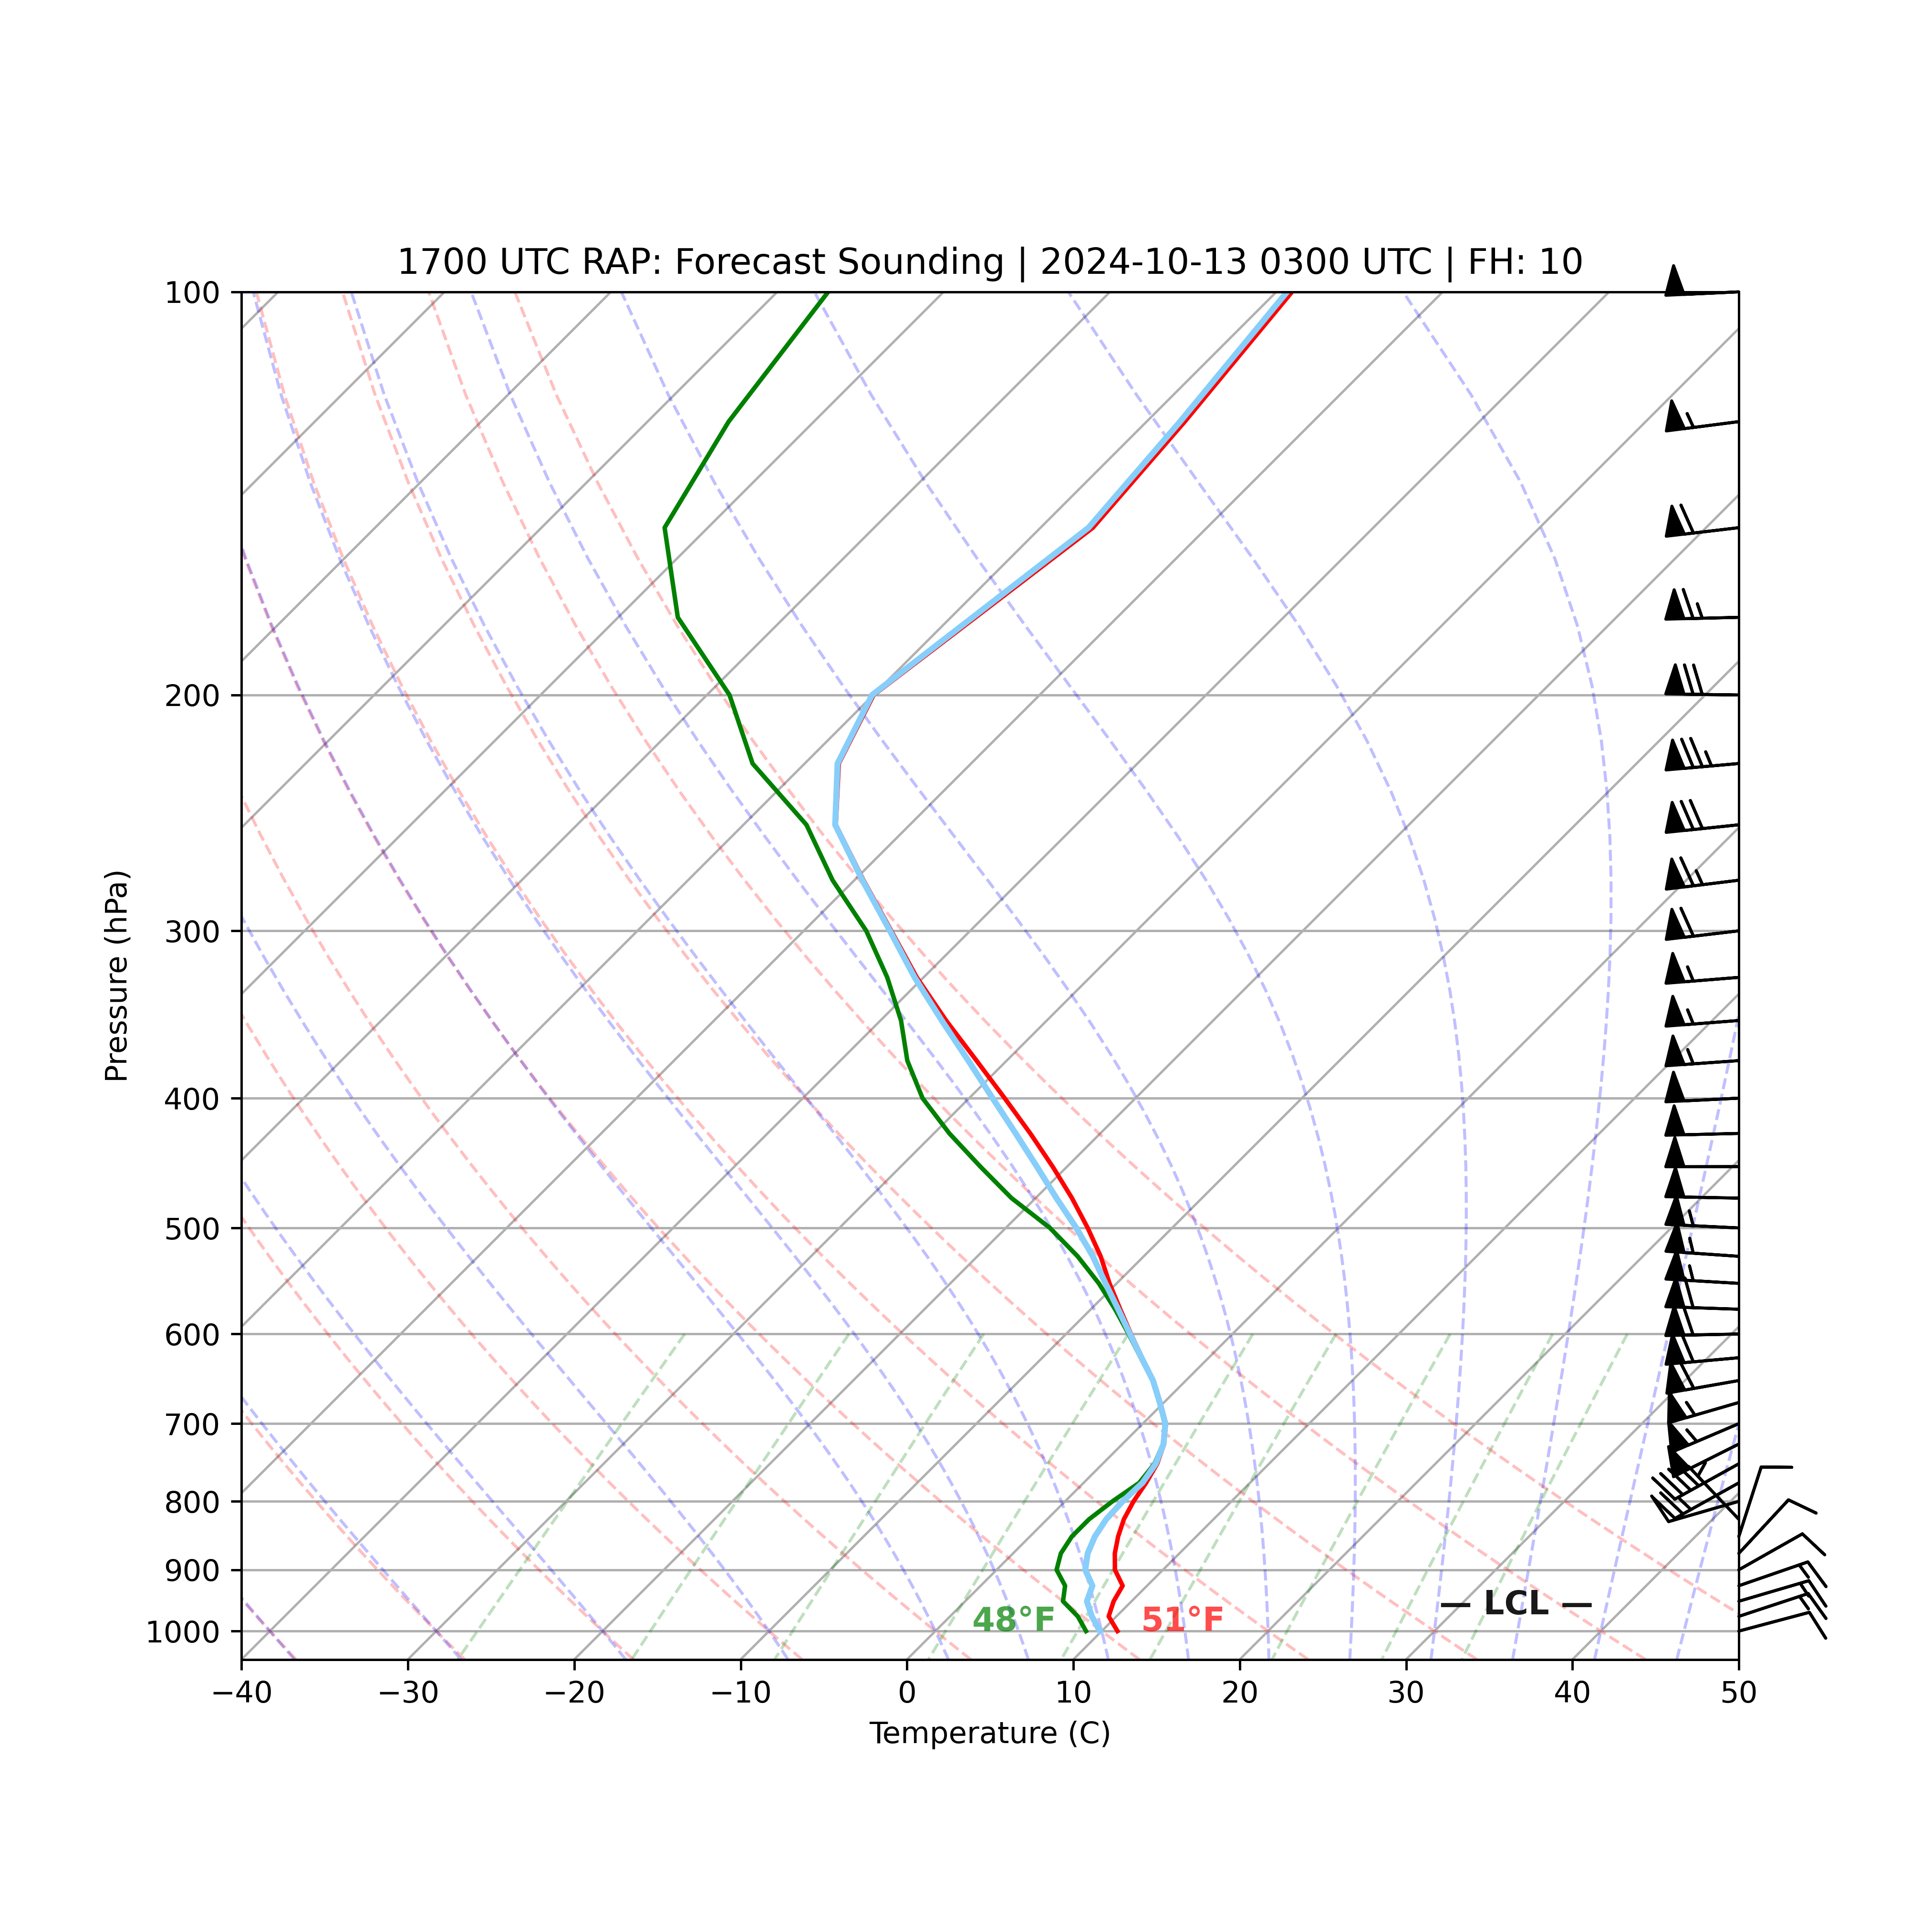 1700 UTC RAP: Forecast Sounding | 2024-10-13 0300 UTC | FH: 10
100
200
300
400
500
600
700
800
900
1000
Pressure (hPa)
48°F
51°F
— LCL —
−40 −30 −20 −10 0 10 20 30 40 50
Temperature (C)